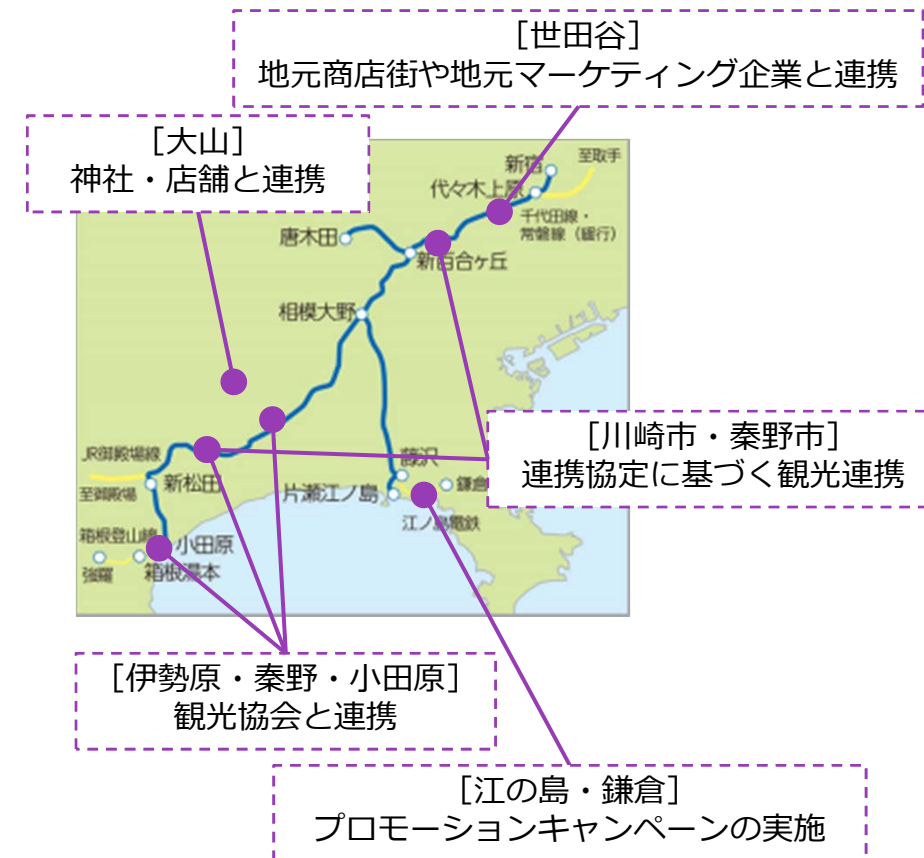 ［世田谷］
地元商店街や地元マーケティング企業と連携
［大山］
神社・店舗と連携
新宿
至取手
代々木上原
千代田線・
常磐線（緩行）
唐木田
新百合ヶ丘
相模大野
［川崎市・秦野市］
連携協定に基づく観光連携
JR御殿場線
新松田
至御殿場
藤沢
片瀬江ノ島
鎌倉
江ノ島電鉄
箱根登山線
小田原
強羅
箱根湯本
［伊勢原・秦野・小田原］
観光協会と連携
［江の島・鎌倉］
プロモーションキャンペーンの実施